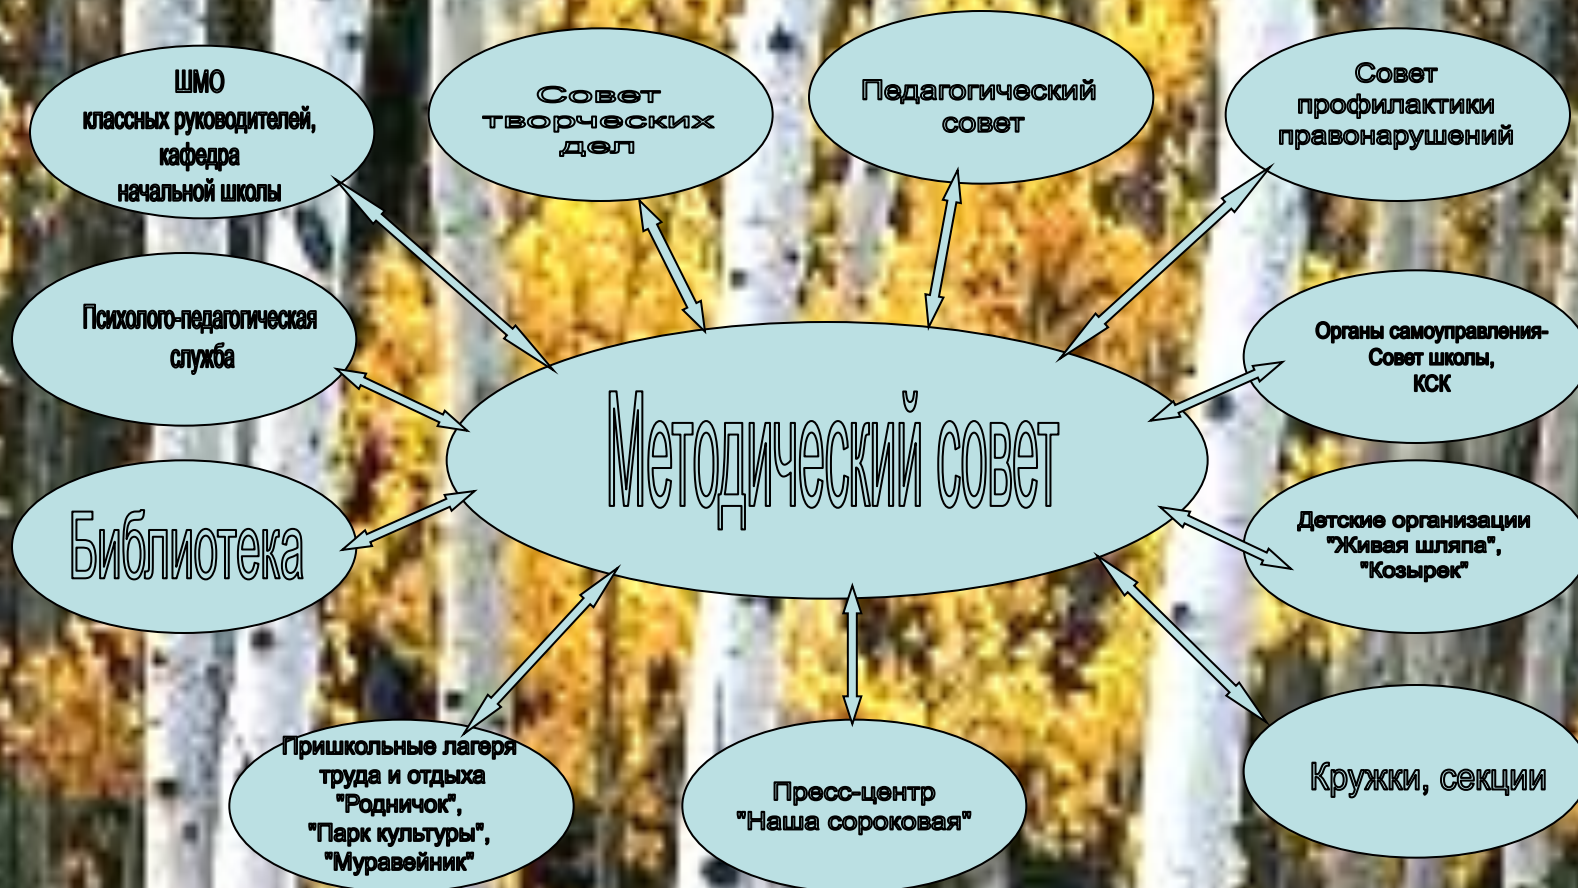 ШМО
классных руководителей,
кафедра
начальной школы
Совет
творческих
дел
Педагогический
совет
Совет
профилактики
правонарушений
Психолого-педагогическая
служба
Методический совет
Органы самоуправления-
Совет школы,
КСК
Библиотека
Детские организации
"Живая шляпа",
"Козырек"
Пришкольные лагеря
труда и отдыха
"Родничок",
"Парк культуры",
"Муравейник"
Пресс-центр
"Наша сороковая"
Кружки, секции